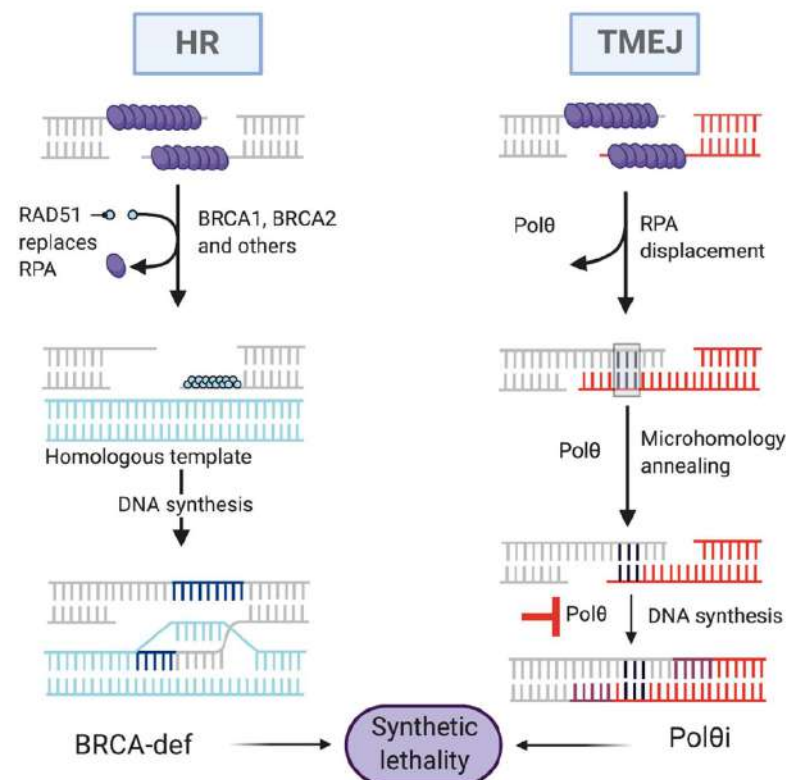 HR
TMEJ
RAD51
replaces
RPA
BRCA1, BRCA2
and others
Polθ
RPA
displacement
Homologous template
DNA synthesis
Polθ
Microhomology
annealing
Polθ
DNA synthesis
BRCA-def
Synthetic
lethality
Polθi